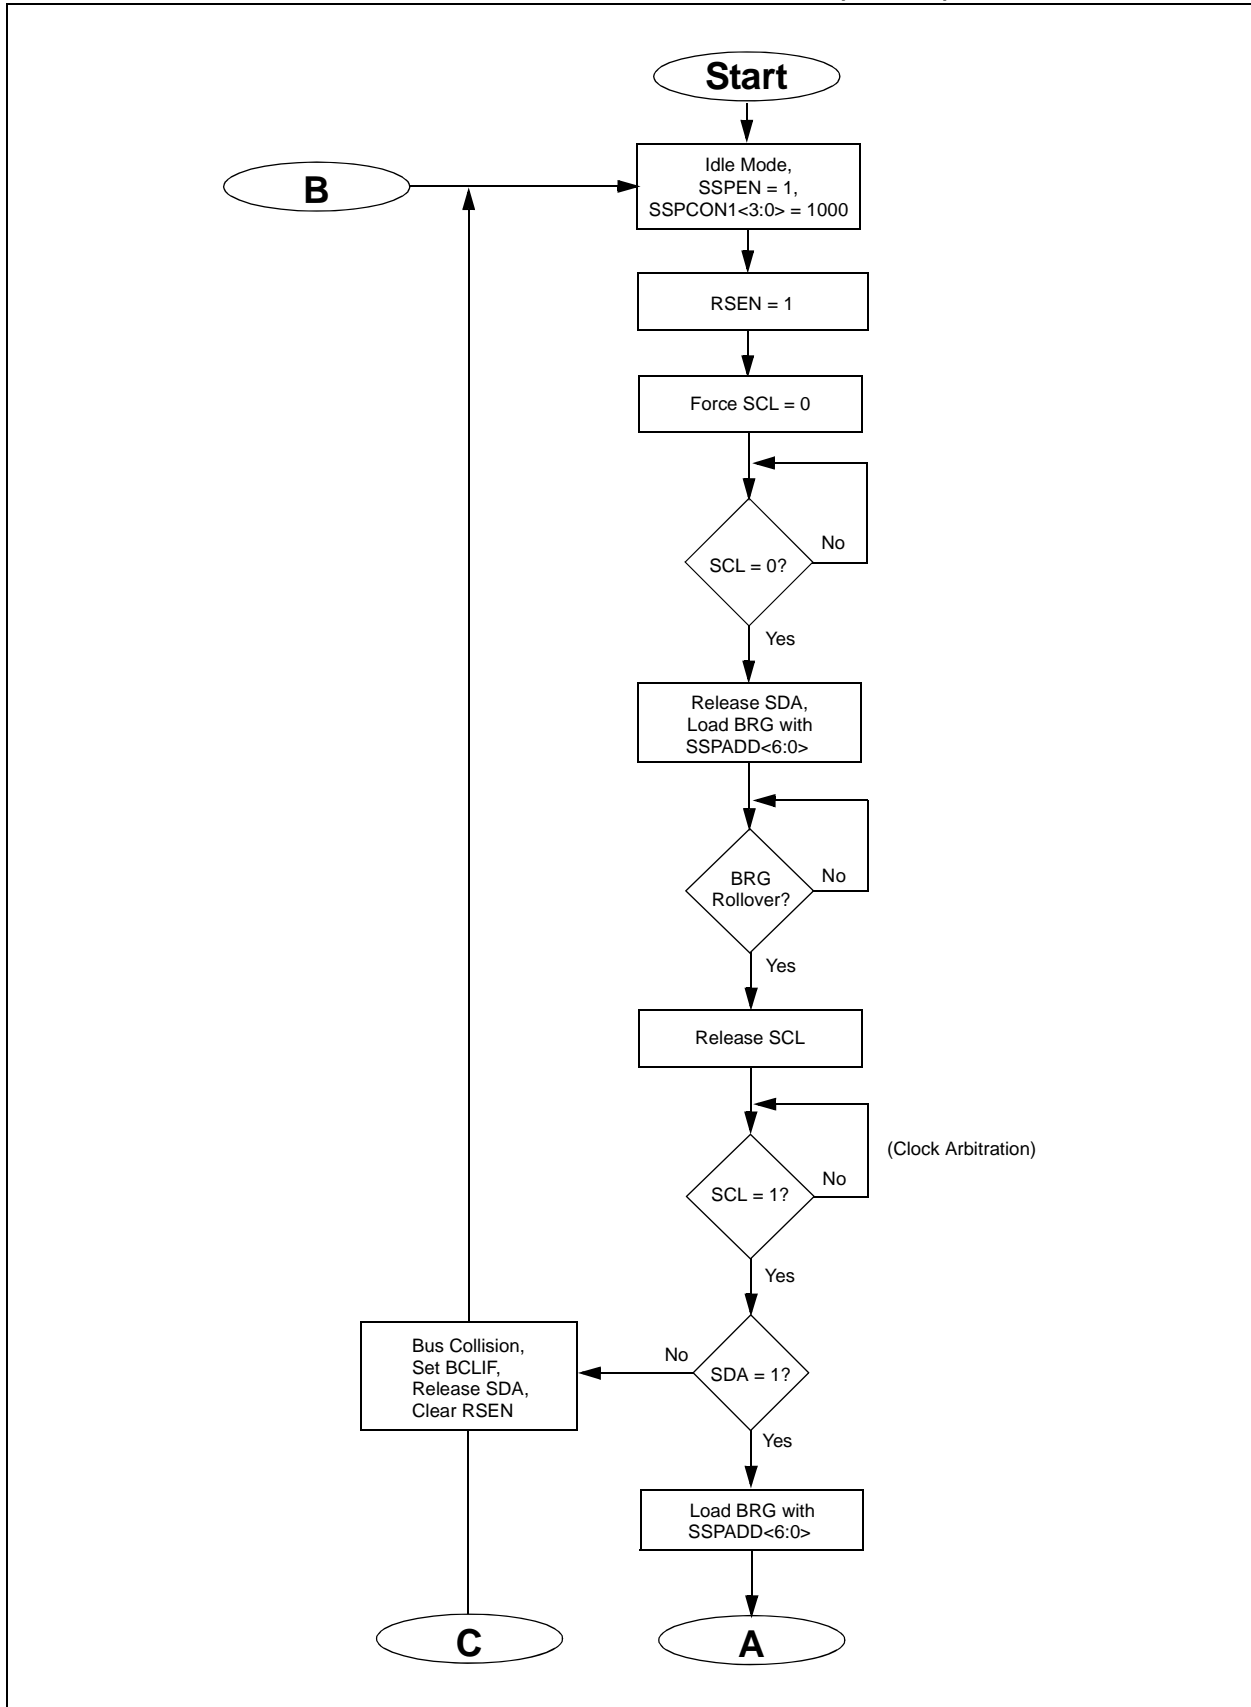 Start
B
Idle Mode,
SSPEN = 1,
SSPCON1<3:0> = 1000
RSEN = 1
Force SCL = 0
No
SCL = 0?
Yes
Release SDA,
Load BRG with
SSPADD<6:0>
BRG
Rollover?
No
Yes
Release SCL
(Clock Arbitration)
No
SCL = 1?
Yes
Bus Collision,
Set BCLIF,
Release SDA,
Clear RSEN
No
SDA = 1?
Yes
Load BRG with
SSPADD<6:0>
C
A